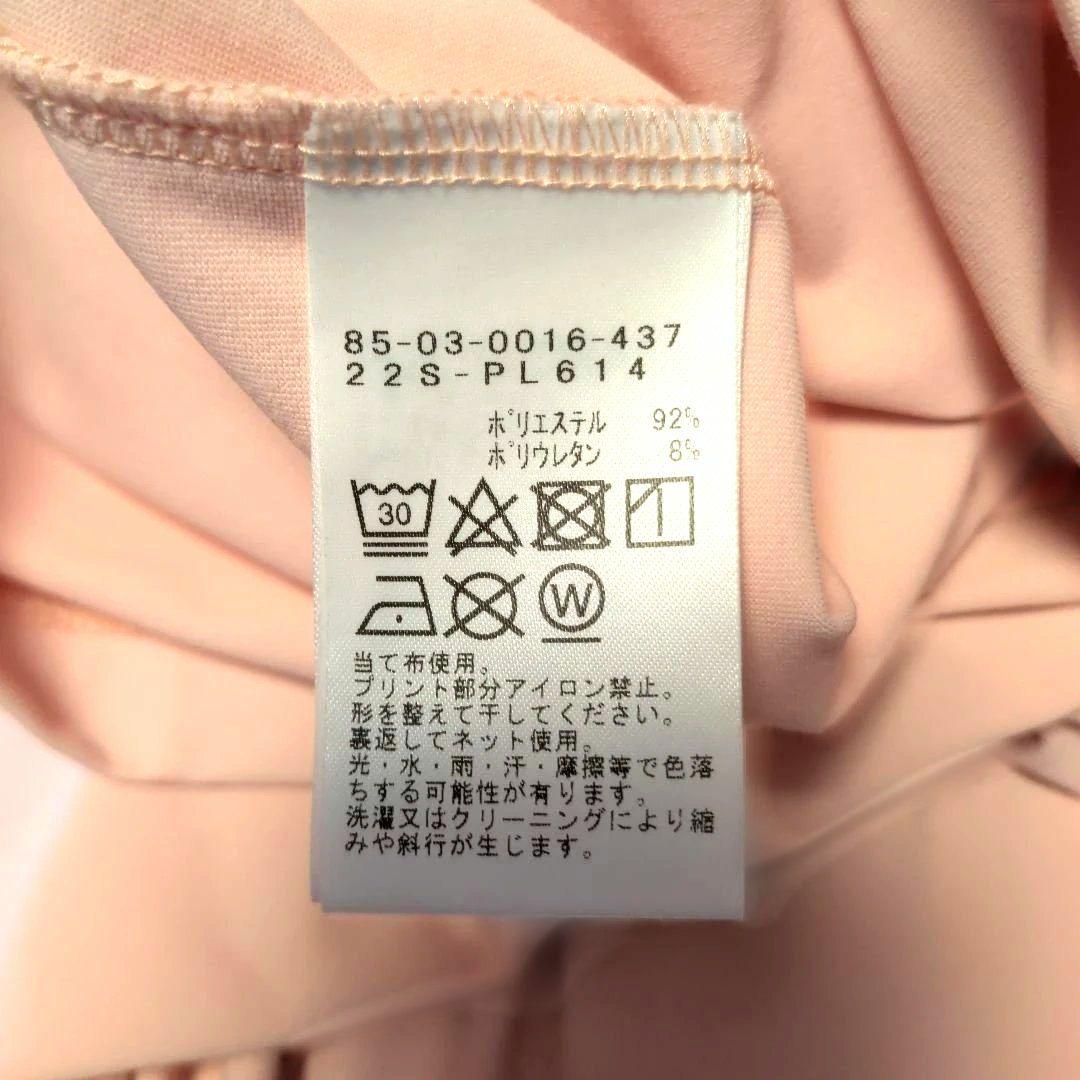 85-03-0016-437
22S-PL614
ポリエステル 92%
ポリウレタン 8%
30
W
当て布使用。
プリント部分アイロン禁止。
形を整えて干してください。
裏返してネット使用。
光・水・雨・汗・摩擦等で色落
ちする可能性が有ります。
洗濯又はクリーニングにより縮
みや斜行が生じます。